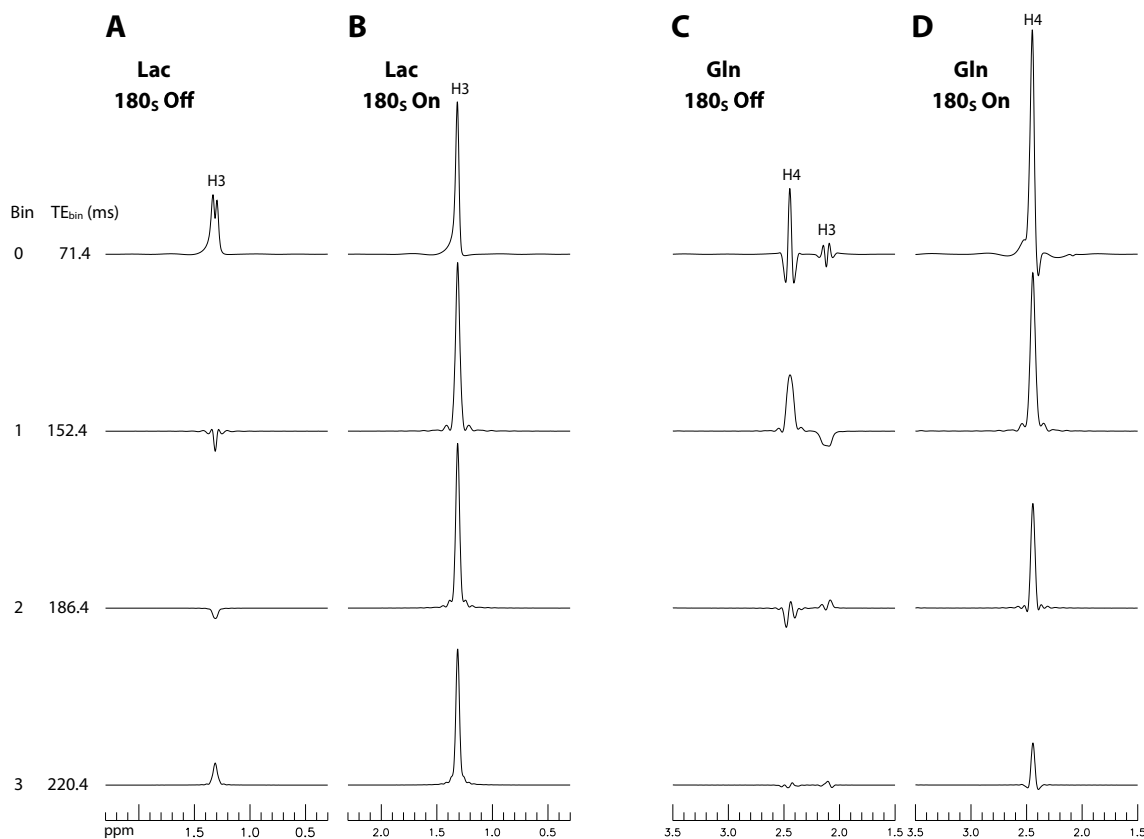 A B C D
Lac Lac Gln Gln
180s Off 180s On 180s Off 180s On
H4
H3
H4
H3
H3
Bin TEbin (ms)
0 71.4
1 152.4
2 186.4
3 220.4
ppm 1.5 1.0 0.5 2.0 1.5 1.0 0.5 3.5 3.0 2.5 2.0 1.5 3.5 3.0 2.5 2.0 1.5